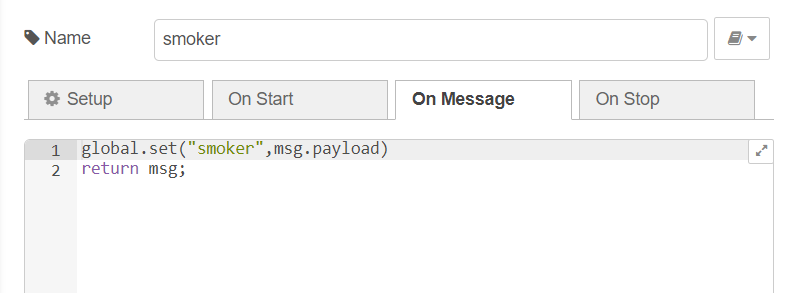 Name
smoker
Setup
On Start
On Message
On Stop
1 global.set("smoker",msg.payload)
2 return msg;